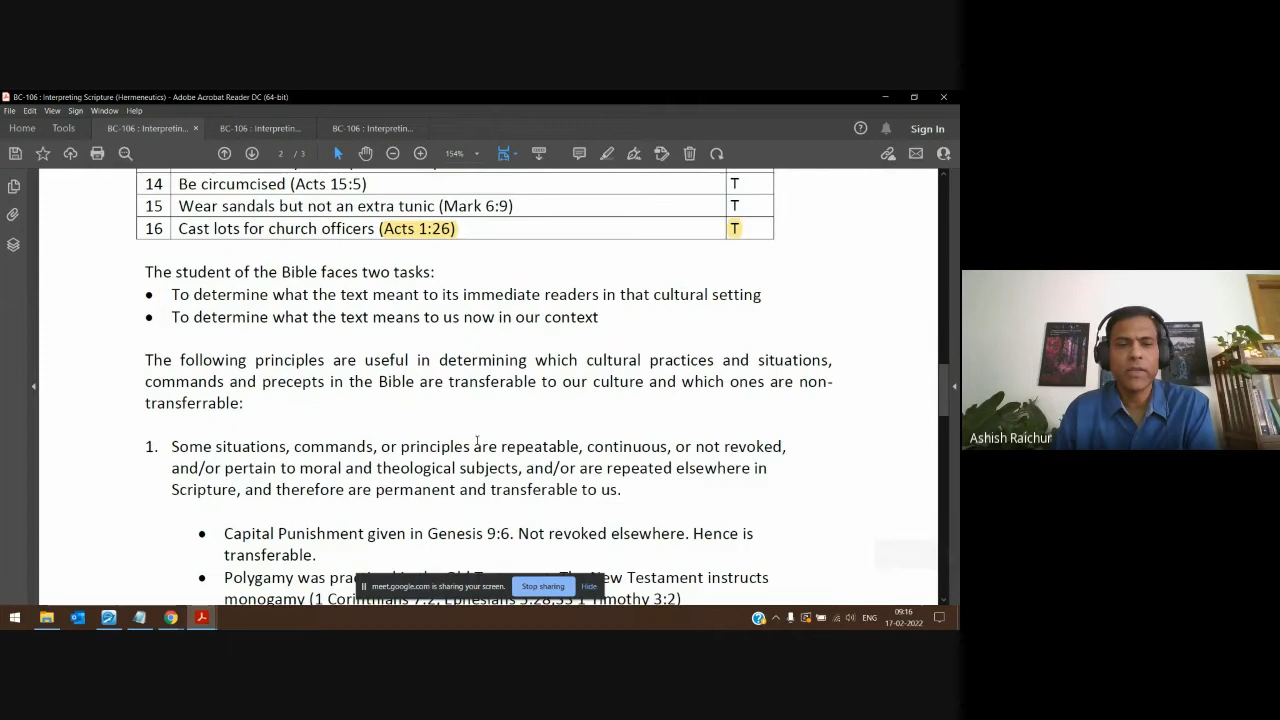 BC-106 : Interpreting Scripture (Hermeneutics) - Adobe Acrobat Reader DC (64-bit)
File Edit View Sign Window Help
Home Tools BC-106 : Interpretin... × BC-106 : Interpretin... BC-106 : Interpretin... Sign In
2 / 3 154%
14 Be circumcised (Acts 15:5) T
15 Wear sandals but not an extra tunic (Mark 6:9) T
16 Cast lots for church officers (Acts 1:26) T
The student of the Bible faces two tasks:
• To determine what the text meant to its immediate readers in that cultural setting
• To determine what the text means to us now in our context
The following principles are useful in determining which cultural practices and situations,
commands and precepts in the Bible are transferable to our culture and which ones are non-
transferrable:
1. Some situations, commands, or principles are repeatable, continuous, or not revoked,
and/or pertain to moral and theological subjects, and/or are repeated elsewhere in
Scripture, and therefore are permanent and transferable to us.
• Capital Punishment given in Genesis 9:6. Not revoked elsewhere. Hence is
transferable.
• Polygamy was New Testament instructs
monogamy (1 Timothy 3:2)
meet.google.com is sharing your screen. Stop sharing Hide
ENG 09:16
17-02-2022
Ashish Raichur